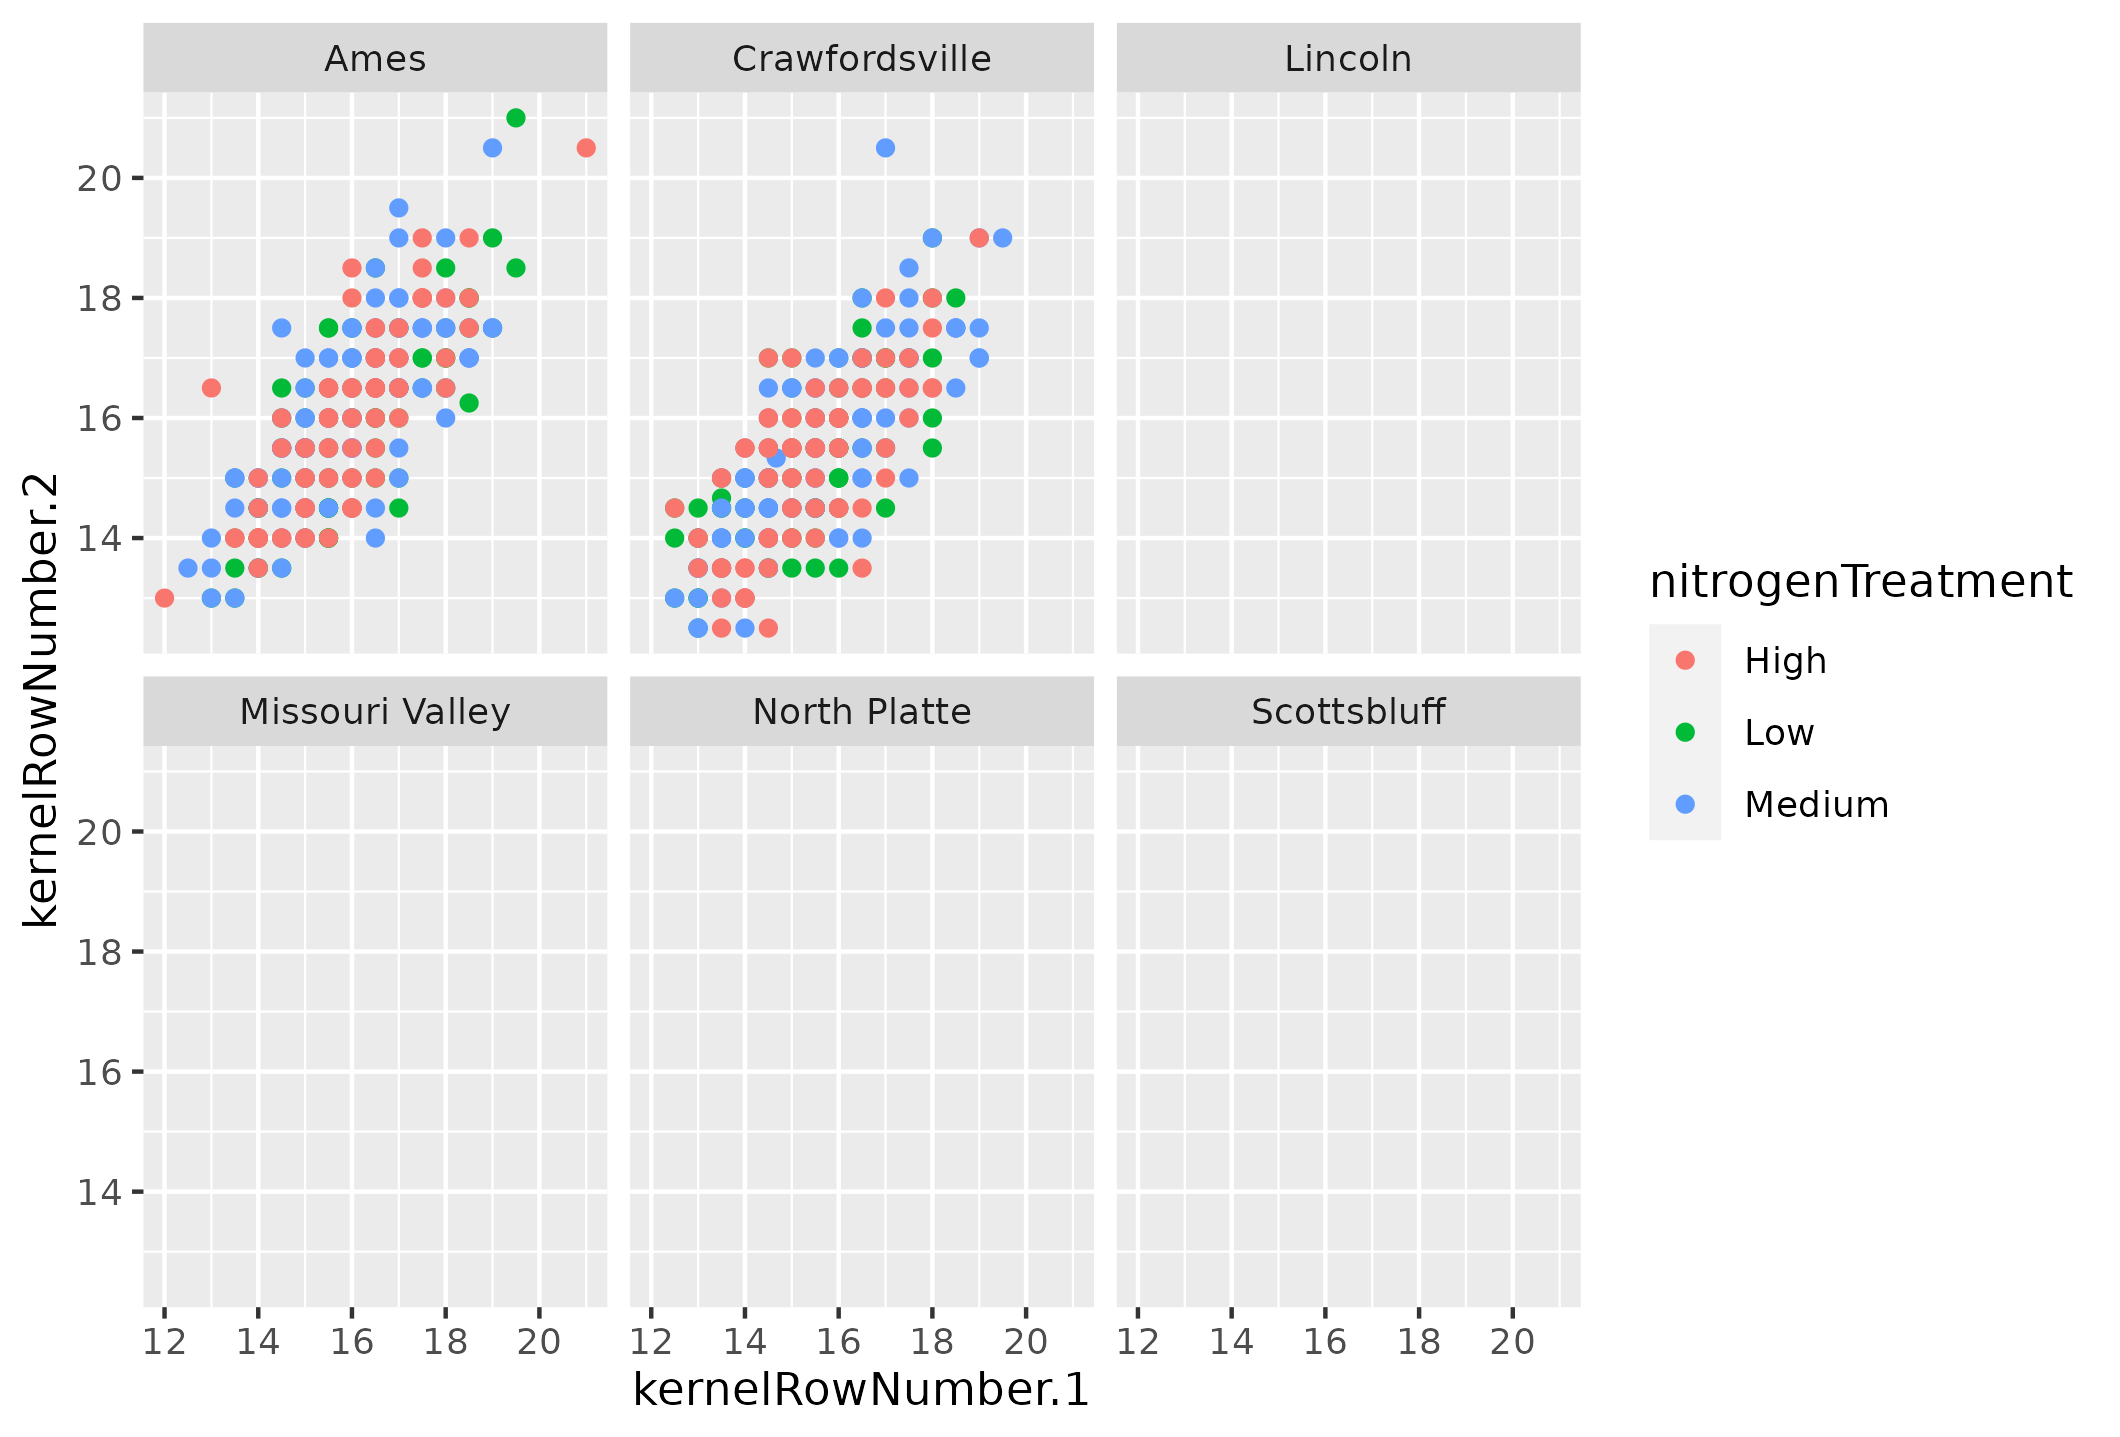 Ames Crawfordsville Lincoln
20
18
16
14
Missouri Valley North Platte Scottsbluff
20
18
16
14
12 14 16 18 20 12 14 16 18 20 12 14 16 18 20
kernelRowNumber.1
kernelRowNumber.2
nitrogenTreatment
High
Low
Medium